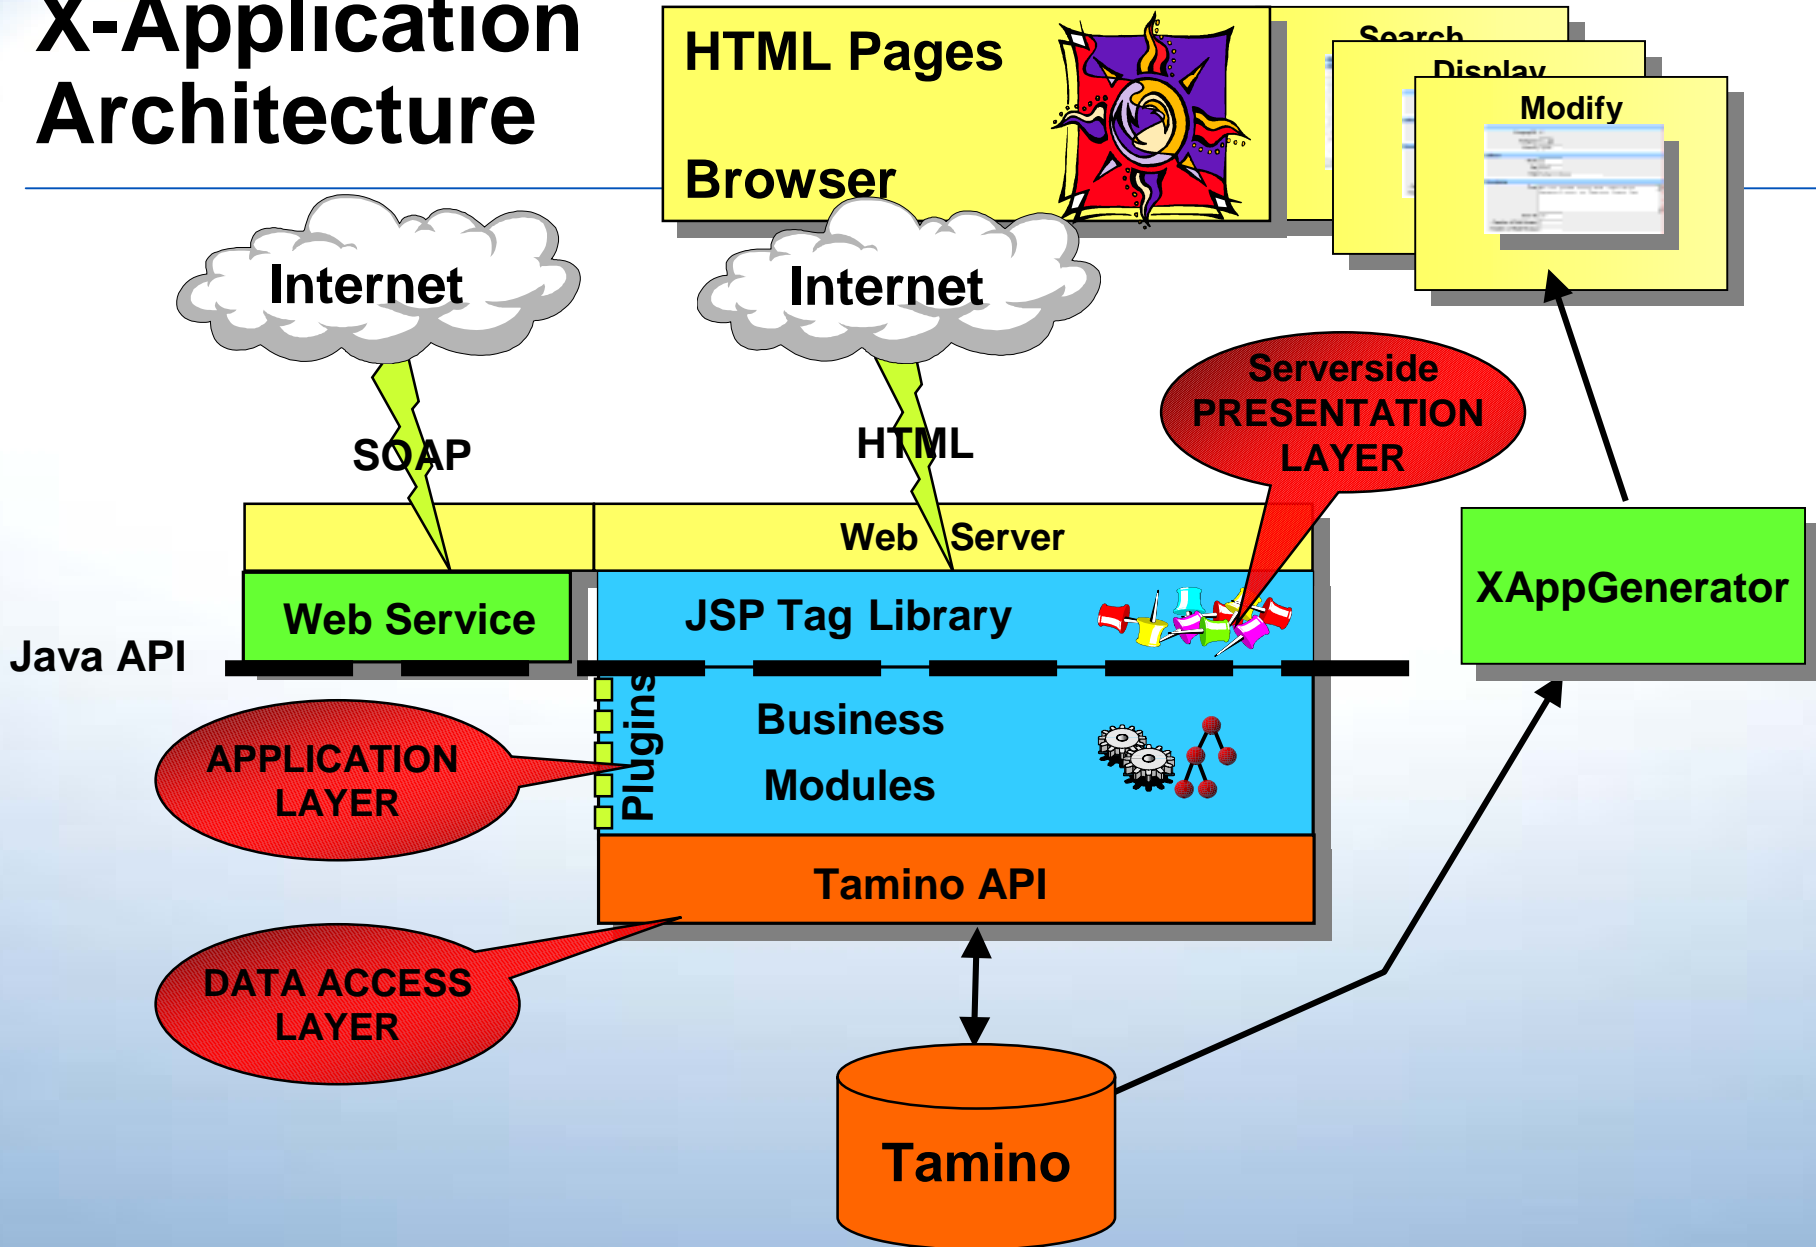 X-Application
Architecture
HTML Pages
Browser
Search
Display
Modify
Internet
Internet
SOAP
HTML
Serverside
PRESENTATION
LAYER
Web Server
Web Service
JSP Tag Library
XAppGenerator
Java API
Plugins
Business
Modules
APPLICATION
LAYER
Tamino API
DATA ACCESS
LAYER
Tamino